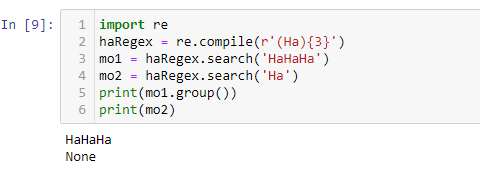 In [9]:
1 import re
2 haRegex = re.compile(r'(Ha){3}')
3 mo1 = haRegex.search('HaHaHa')
4 mo2 = haRegex.search('Ha')
5 print(mo1.group())
6 print(mo2)
HaHaHa
None